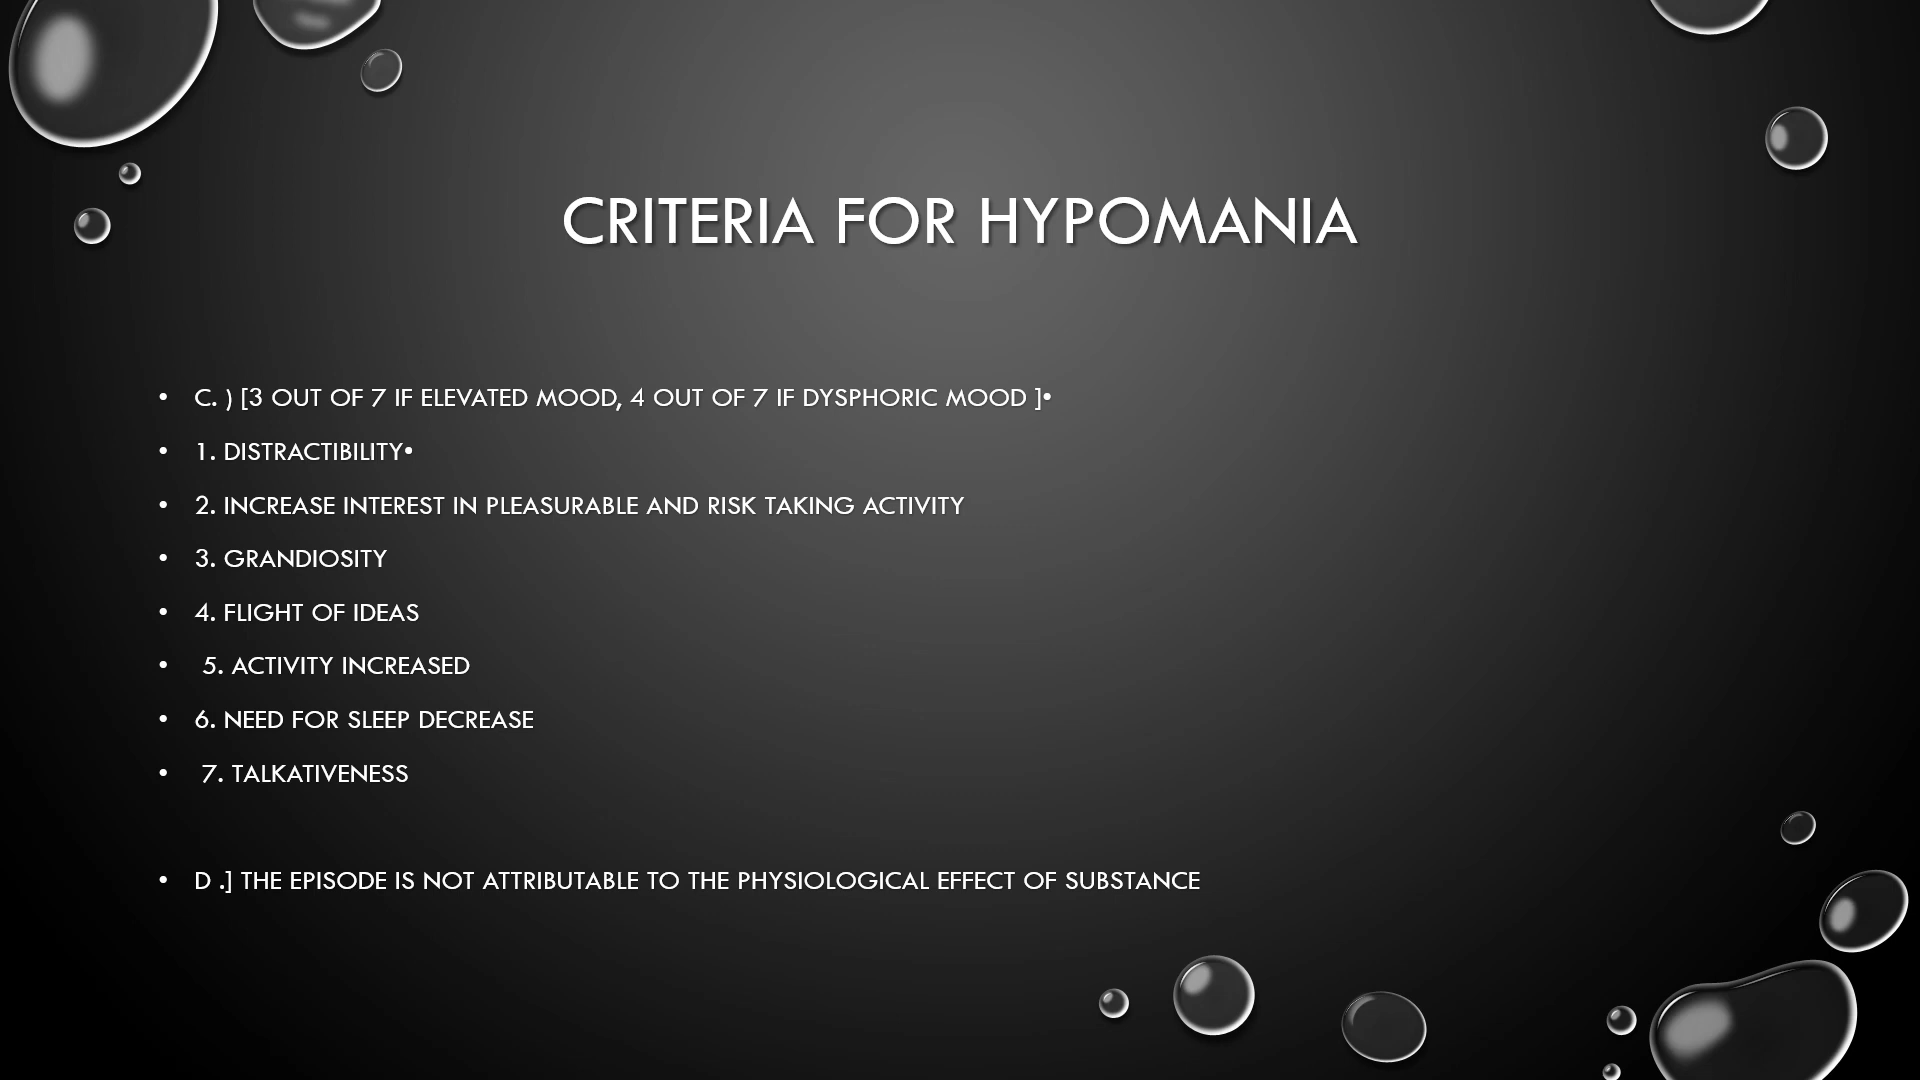 CRITERIA FOR HYPOMANIA
• C. ) [3 OUT OF 7 IF ELEVATED MOOD, 4 OUT OF 7 IF DYSPHORIC MOOD ]•
• 1. DISTRACTIBILITY•
• 2. INCREASE INTEREST IN PLEASURABLE AND RISK TAKING ACTIVITY
• 3. GRANDIOSITY
• 4. FLIGHT OF IDEAS
• 5. ACTIVITY INCREASED
• 6. NEED FOR SLEEP DECREASE
• 7. TALKATIVENESS
• D .] THE EPISODE IS NOT ATTRIBUTABLE TO THE PHYSIOLOGICAL EFFECT OF SUBSTANCE